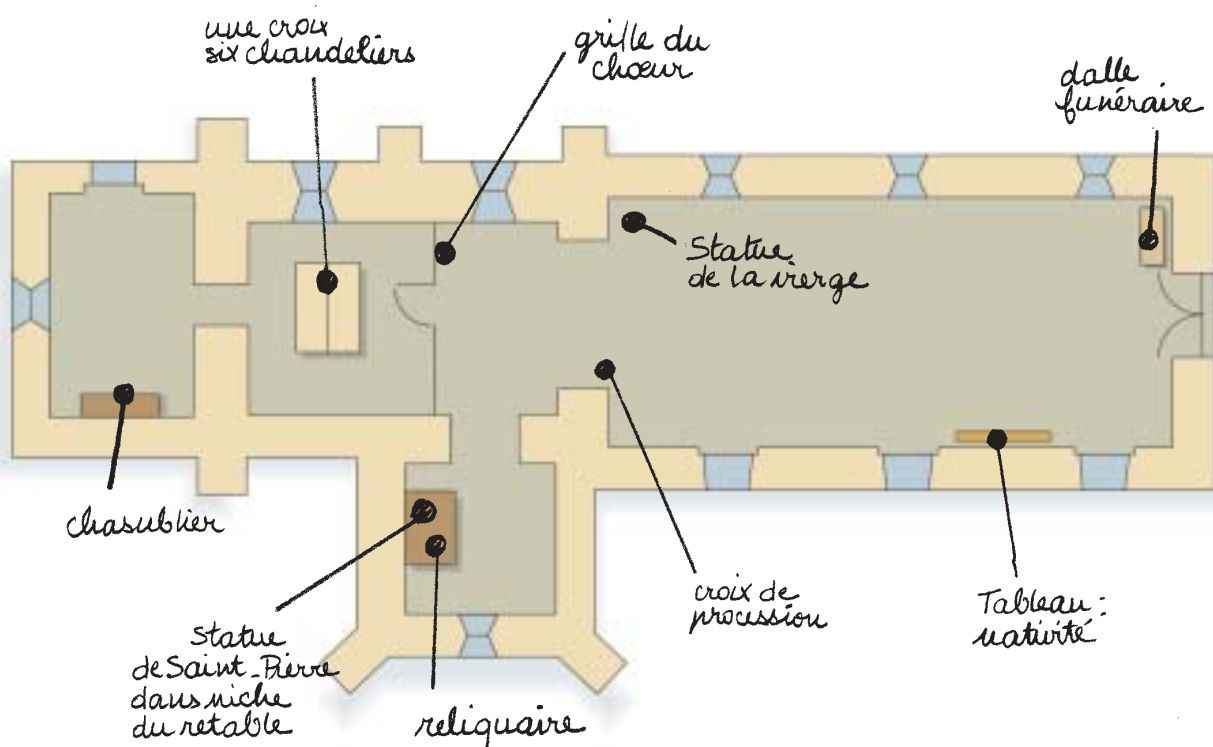 une croix
six chandeliers
grille du
chœur
dalle
funéraire
Statue
de la vierge
chasublier
Statue
de Saint-Pierre
dans niche
du retable
reliquaire
croix de
procession
Tableau :
nativité